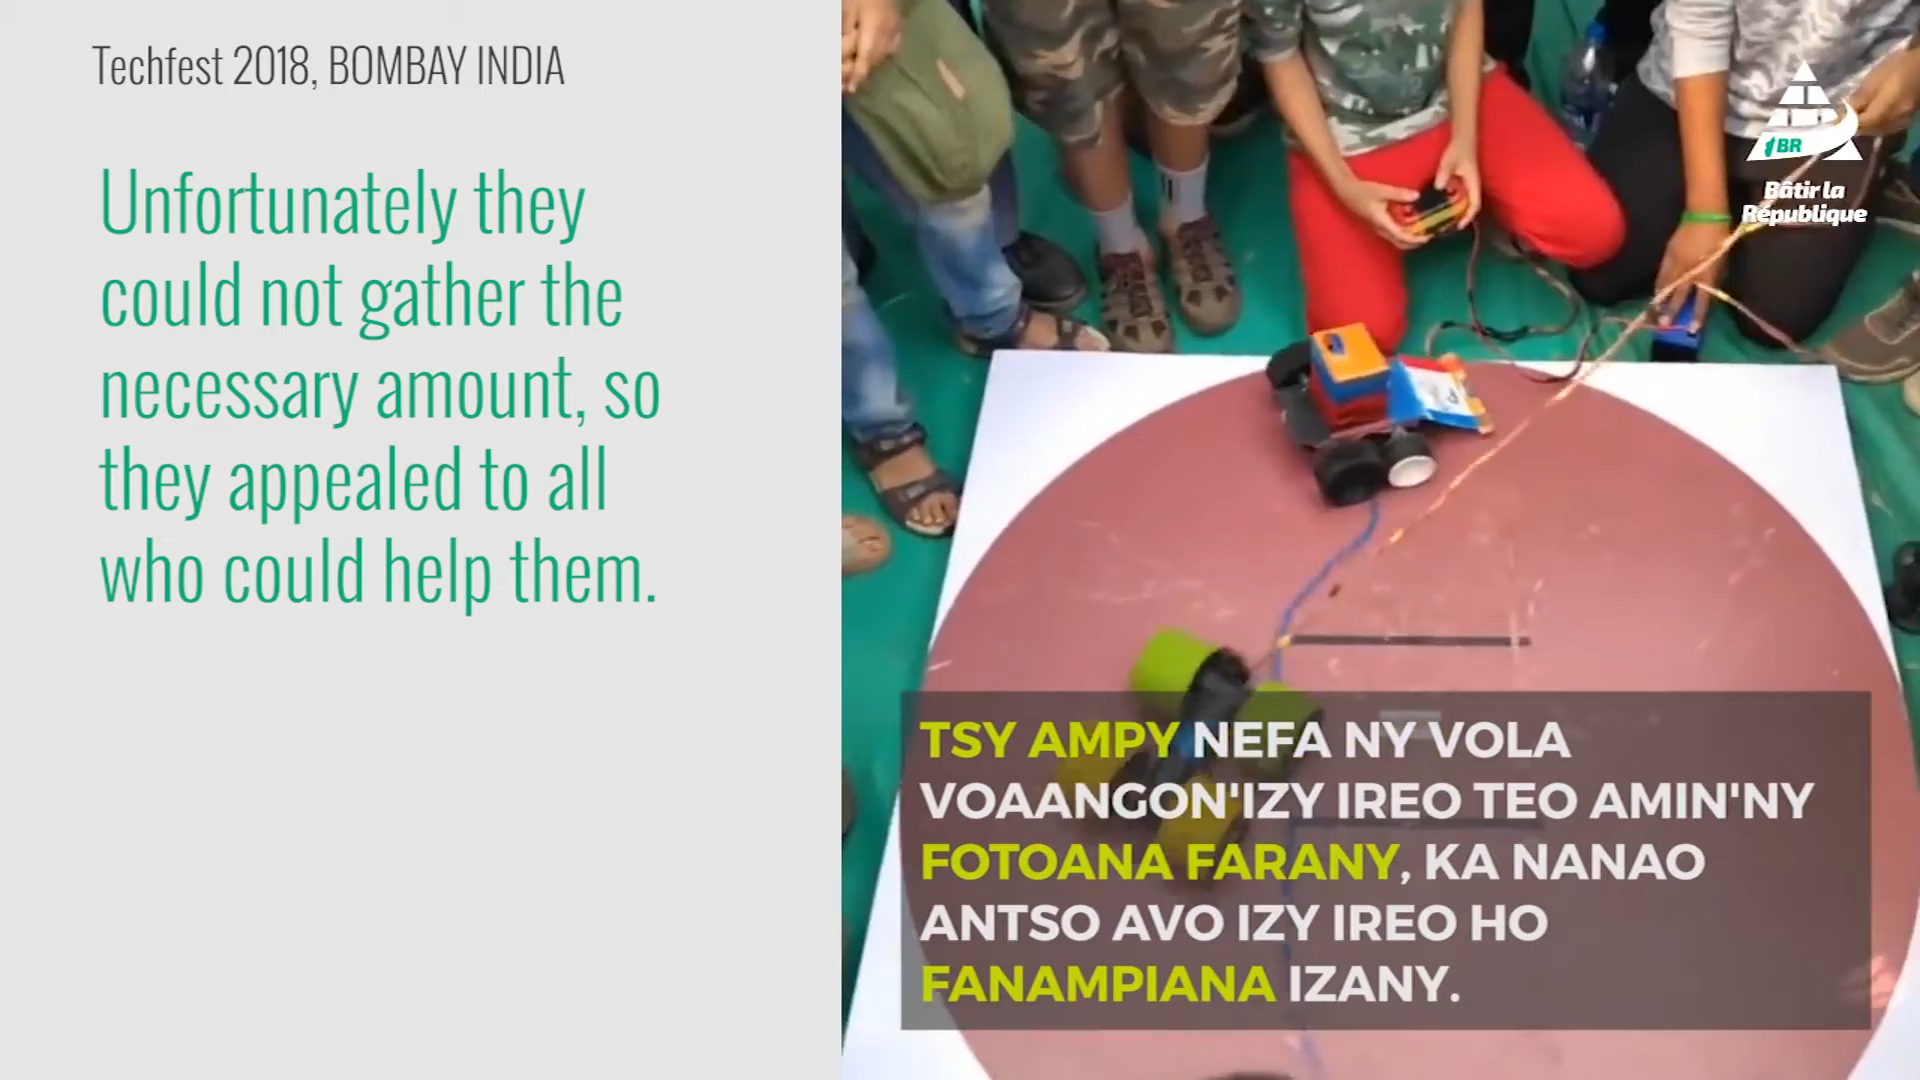 Techfest 2018, BOMBAY INDIA
Unfortunately they
could not gather the
necessary amount, so
they appealed to all
who could help them.
BR
Bâtir la
République
TSY AMPY NEFA NY VOLA
VOAANGON'IZY IREO TEO AMIN'NY
FOTOANA FARANY, KA NANAO
ANTSO AVO IZY IREO HO
FANAMPIANA IZANY.